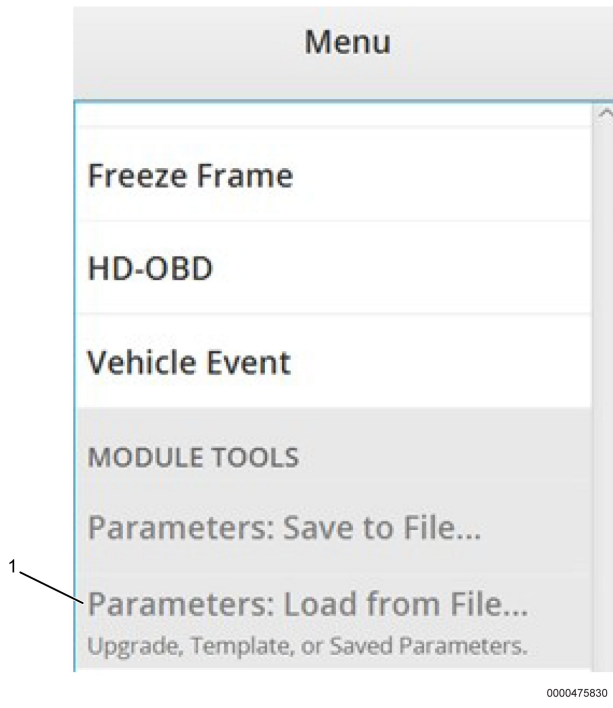 Menu
Freeze Frame
HD-OBD
Vehicle Event
MODULE TOOLS
Parameters: Save to File...
1
Parameters: Load from File...
Upgrade, Template, or Saved Parameters.
0000475830